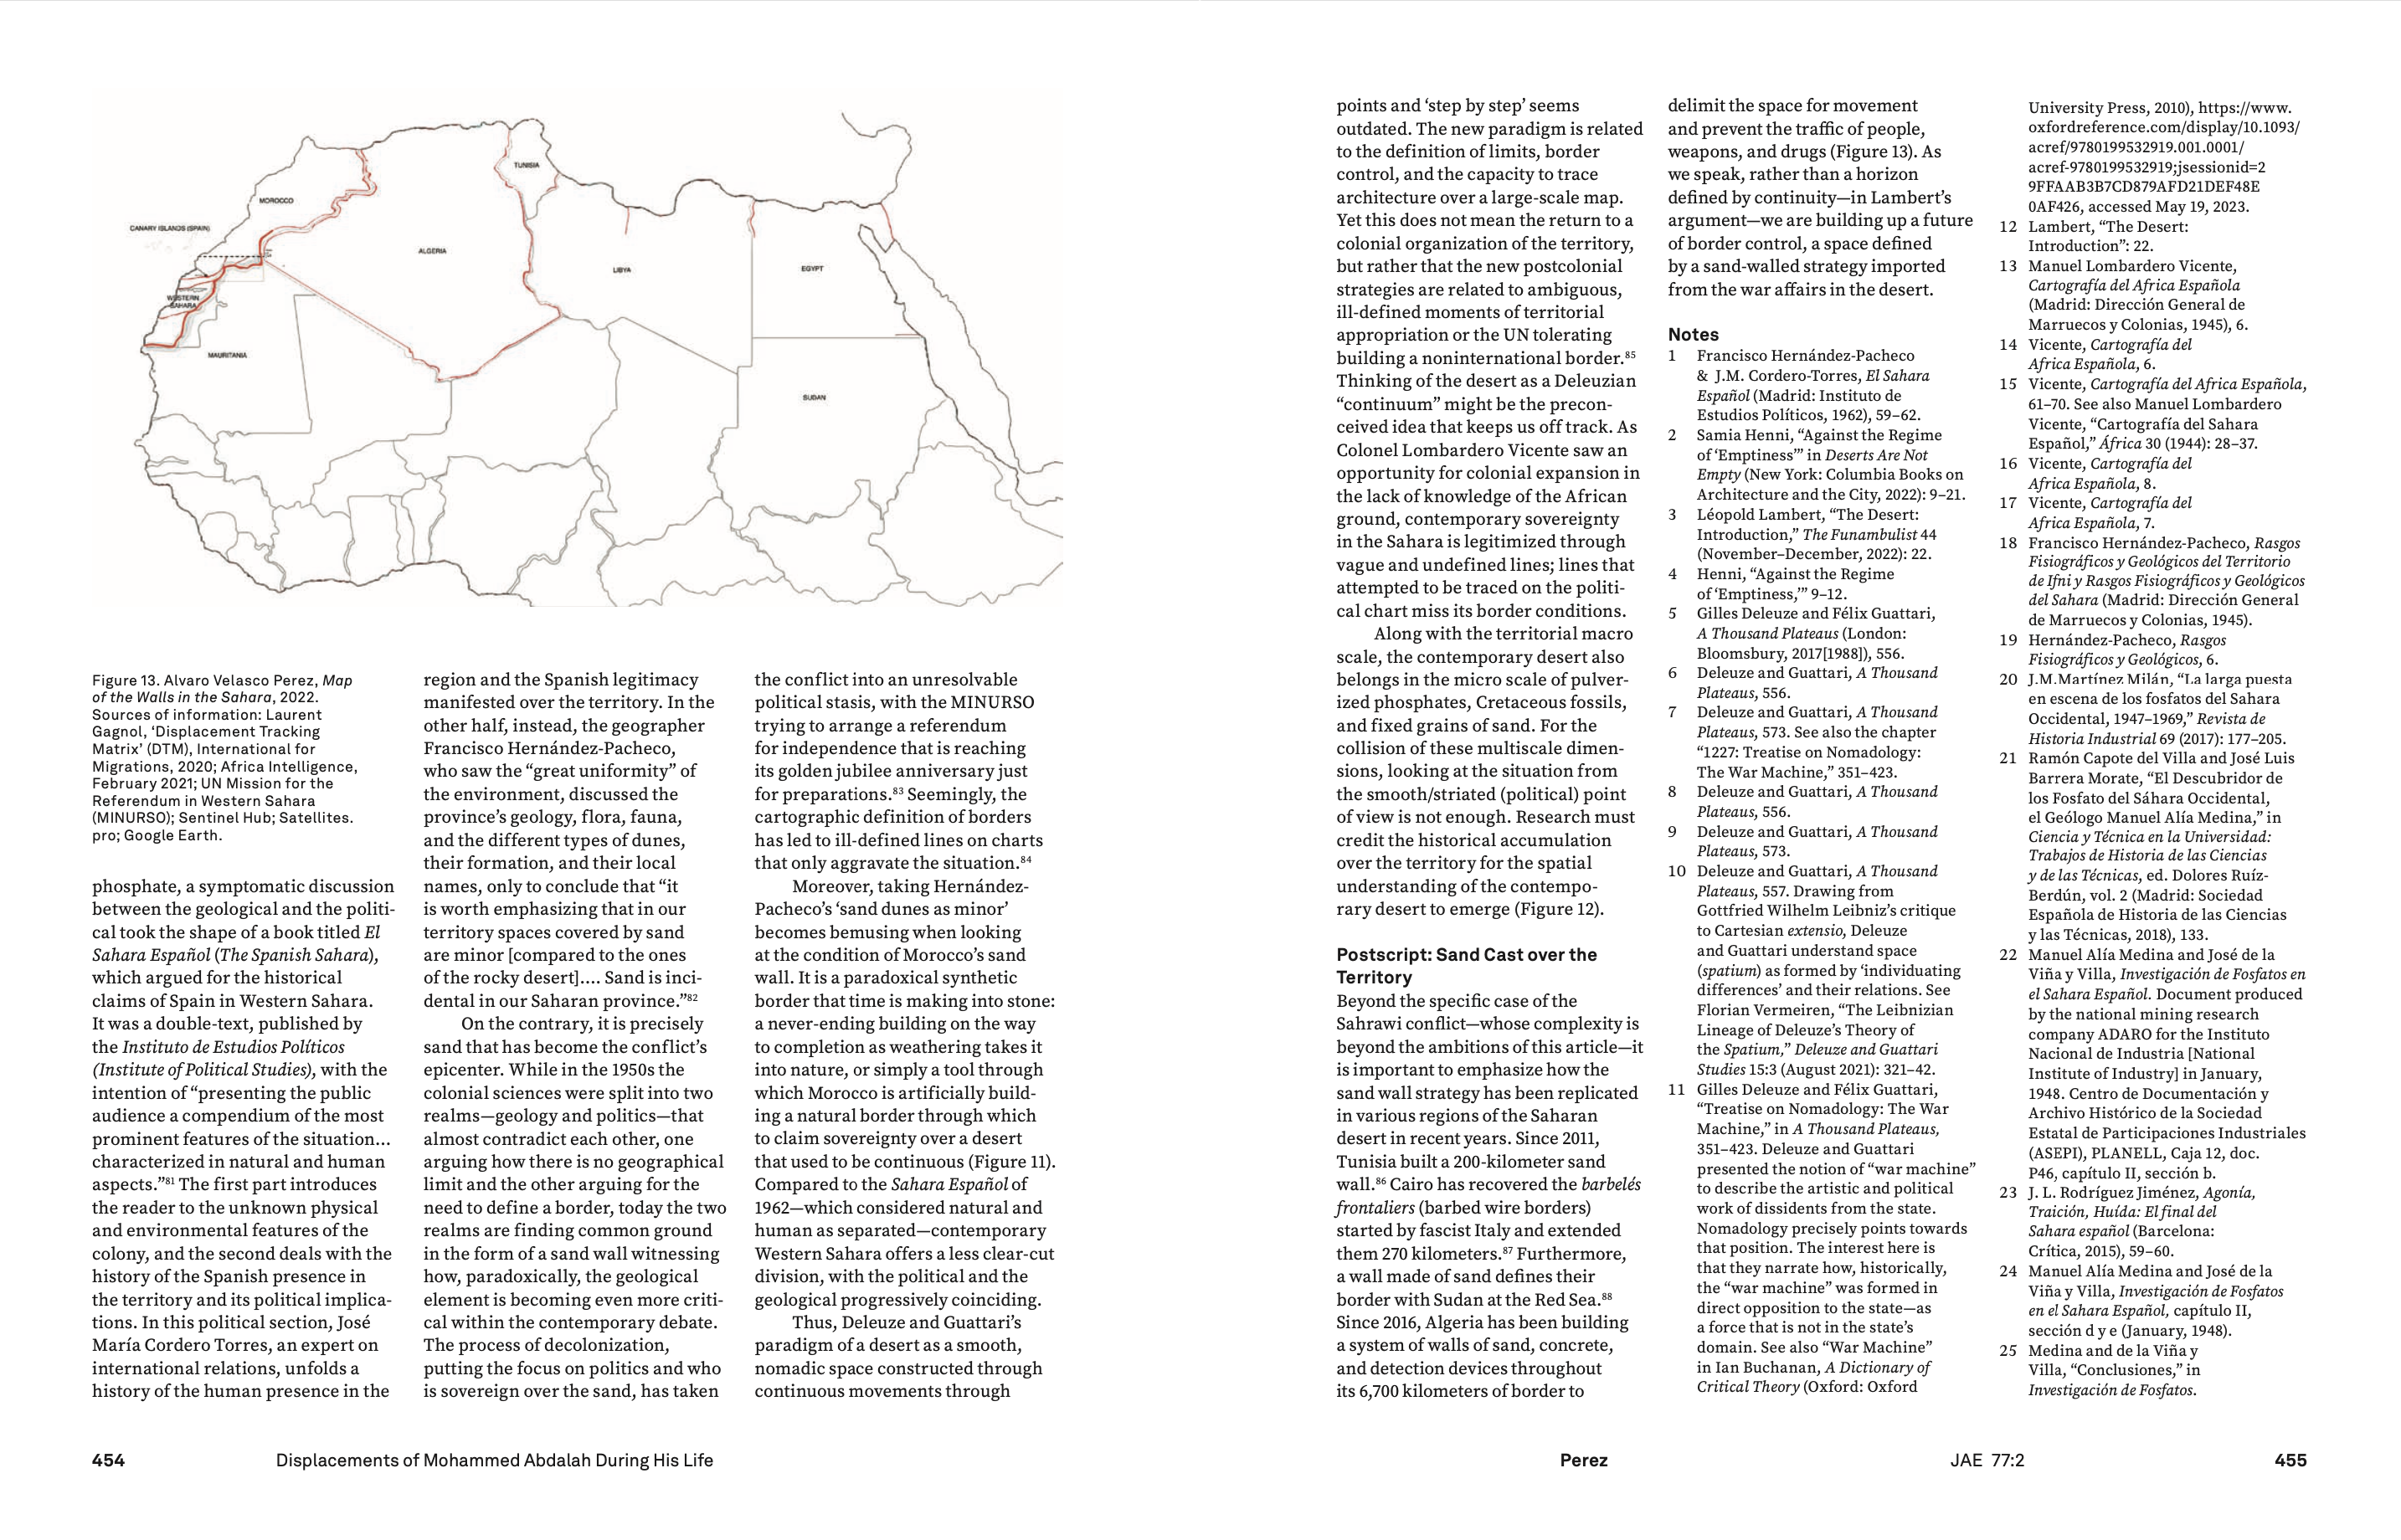 TUNISIA
MOROCCO
CANARY ISLANDS (SPAIN)
ALGERIA
LIBYA
EGYPT
WESTERN
SAHARA
MAURITANIA
SUDAN
Figure 13. Alvaro Velasco Perez, Map
of the Walls in the Sahara, 2022.
Sources of information: Laurent
Gagnol, ‘Displacement Tracking
Matrix’ (DTM), International for
Migrations, 2020; Africa Intelligence,
February 2021; UN Mission for the
Referendum in Western Sahara
(MINURSO); Sentinel Hub; Satellites.
pro; Google Earth.
phosphate, a symptomatic discussion
between the geological and the politi-
cal took the shape of a book titled El
Sahara Español (The Spanish Sahara),
which argued for the historical
claims of Spain in Western Sahara.
It was a double-text, published by
the Instituto de Estudios Políticos
(Institute of Political Studies), with the
intention of “presenting the public
audience a compendium of the most
prominent features of the situation…
characterized in natural and human
aspects.”81 The first part introduces
the reader to the unknown physical
and environmental features of the
colony, and the second deals with the
history of the Spanish presence in
the territory and its political implica-
tions. In this political section, José
María Cordero Torres, an expert on
international relations, unfolds a
history of the human presence in the
region and the Spanish legitimacy
manifested over the territory. In the
other half, instead, the geographer
Francisco Hernández-Pacheco,
who saw the “great uniformity” of
the environment, discussed the
province’s geology, flora, fauna,
and the different types of dunes,
their formation, and their local
names, only to conclude that “it
is worth emphasizing that in our
territory spaces covered by sand
are minor [compared to the ones
of the rocky desert]…. Sand is inci-
dental in our Saharan province.”82
On the contrary, it is precisely
sand that has become the conflict’s
epicenter. While in the 1950s the
colonial sciences were split into two
realms—geology and politics—that
almost contradict each other, one
arguing how there is no geographical
limit and the other arguing for the
need to define a border, today the two
realms are finding common ground
in the form of a sand wall witnessing
how, paradoxically, the geological
element is becoming even more criti-
cal within the contemporary debate.
The process of decolonization,
putting the focus on politics and who
is sovereign over the sand, has taken
the conflict into an unresolvable
political stasis, with the MINURSO
trying to arrange a referendum
for independence that is reaching
its golden jubilee anniversary just
for preparations.83 Seemingly, the
cartographic definition of borders
has led to ill-defined lines on charts
that only aggravate the situation.84
Moreover, taking Hernández-
Pacheco’s ‘sand dunes as minor’
becomes bemusing when looking
at the condition of Morocco’s sand
wall. It is a paradoxical synthetic
border that time is making into stone:
a never-ending building on the way
to completion as weathering takes it
into nature, or simply a tool through
which Morocco is artificially build-
ing a natural border through which
to claim sovereignty over a desert
that used to be continuous (Figure 11).
Compared to the Sahara Español of
1962—which considered natural and
human as separated—contemporary
Western Sahara offers a less clear-cut
division, with the political and the
geological progressively coinciding.
Thus, Deleuze and Guattari’s
paradigm of a desert as a smooth,
nomadic space constructed through
continuous movements through
454 Displacements of Mohammed Abdalah During His Life
points and ‘step by step’ seems
outdated. The new paradigm is related
to the definition of limits, border
control, and the capacity to trace
architecture over a large-scale map.
Yet this does not mean the return to a
colonial organization of the territory,
but rather that the new postcolonial
strategies are related to ambiguous,
ill-defined moments of territorial
appropriation or the UN tolerating
building a noninternational border.85
Thinking of the desert as a Deleuzian
“continuum” might be the precon-
ceived idea that keeps us off track. As
Colonel Lombardero Vicente saw an
opportunity for colonial expansion in
the lack of knowledge of the African
ground, contemporary sovereignty
in the Sahara is legitimized through
vague and undefined lines; lines that
attempted to be traced on the politi-
cal chart miss its border conditions.
Along with the territorial macro
scale, the contemporary desert also
belongs in the micro scale of pulver-
ized phosphates, Cretaceous fossils,
and fixed grains of sand. For the
collision of these multiscale dimen-
sions, looking at the situation from
the smooth/striated (political) point
of view is not enough. Research must
credit the historical accumulation
over the territory for the spatial
understanding of the contempo-
rary desert to emerge (Figure 12).
Postscript: Sand Cast over the
Territory
Beyond the specific case of the
Sahrawi conflict—whose complexity is
beyond the ambitions of this article—it
is important to emphasize how the
sand wall strategy has been replicated
in various regions of the Saharan
desert in recent years. Since 2011,
Tunisia built a 200-kilometer sand
wall.86 Cairo has recovered the barbelés
frontaliers (barbed wire borders)
started by fascist Italy and extended
them 270 kilometers.87 Furthermore,
a wall made of sand defines their
border with Sudan at the Red Sea.88
Since 2016, Algeria has been building
a system of walls of sand, concrete,
and detection devices throughout
its 6,700 kilometers of border to
delimit the space for movement
and prevent the traffic of people,
weapons, and drugs (Figure 13). As
we speak, rather than a horizon
defined by continuity—in Lambert’s
argument—we are building up a future
of border control, a space defined
by a sand-walled strategy imported
from the war affairs in the desert.
Notes
1 Francisco Hernández-Pacheco
& J.M. Cordero-Torres, El Sahara
Español (Madrid: Instituto de
Estudios Políticos, 1962), 59–62.
2 Samia Henni, “Against the Regime
of ‘Emptiness’” in Deserts Are Not
Empty (New York: Columbia Books on
Architecture and the City, 2022): 9–21.
3 Léopold Lambert, “The Desert:
Introduction,” The Funambulist 44
(November–December, 2022): 22.
4 Henni, “Against the Regime
of ‘Emptiness,’” 9–12.
5 Gilles Deleuze and Félix Guattari,
A Thousand Plateaus (London:
Bloomsbury, 2017[1988]), 556.
6 Deleuze and Guattari, A Thousand
Plateaus, 556.
7 Deleuze and Guattari, A Thousand
Plateaus, 573. See also the chapter
“1227: Treatise on Nomadology:
The War Machine,” 351–423.
8 Deleuze and Guattari, A Thousand
Plateaus, 556.
9 Deleuze and Guattari, A Thousand
Plateaus, 573.
10 Deleuze and Guattari, A Thousand
Plateaus, 557. Drawing from
Gottfried Wilhelm Leibniz’s critique
to Cartesian extensio, Deleuze
and Guattari understand space
(spatium) as formed by ‘individuating
differences’ and their relations. See
Florian Vermeiren, “The Leibnizian
Lineage of Deleuze’s Theory of
the Spatium,” Deleuze and Guattari
Studies 15:3 (August 2021): 321–42.
11 Gilles Deleuze and Félix Guattari,
“Treatise on Nomadology: The War
Machine,” in A Thousand Plateaus,
351–423. Deleuze and Guattari
presented the notion of “war machine”
to describe the artistic and political
work of dissidents from the state.
Nomadology precisely points towards
that position. The interest here is
that they narrate how, historically,
the “war machine” was formed in
direct opposition to the state—as
a force that is not in the state’s
domain. See also “War Machine”
in Ian Buchanan, A Dictionary of
Critical Theory (Oxford: Oxford
University Press, 2010), https://www.
oxfordreference.com/display/10.1093/
acref/9780199532919.001.0001/
acref-9780199532919;jsessionid=2
9FFAAB3B7CD879AFD21DEF48E
0AF426, accessed May 19, 2023.
12 Lambert, “The Desert:
Introduction”: 22.
13 Manuel Lombardero Vicente,
Cartografía del Africa Española
(Madrid: Dirección General de
Marruecos y Colonias, 1945), 6.
14 Vicente, Cartografía del
Africa Española, 6.
15 Vicente, Cartografía del Africa Española,
61–70. See also Manuel Lombardero
Vicente, “Cartografía del Sahara
Español,” África 30 (1944): 28–37.
16 Vicente, Cartografía del
Africa Española, 8.
17 Vicente, Cartografía del
Africa Española, 7.
18 Francisco Hernández-Pacheco, Rasgos
Fisiográficos y Geológicos del Territorio
de Ifni y Rasgos Fisiográficos y Geológicos
del Sahara (Madrid: Dirección General
de Marruecos y Colonias, 1945).
19 Hernández-Pacheco, Rasgos
Fisiográficos y Geológicos, 6.
20 J.M.Martínez Milán, “La larga puesta
en escena de los fosfatos del Sahara
Occidental, 1947–1969,” Revista de
Historia Industrial 69 (2017): 177–205.
21 Ramón Capote del Villa and José Luis
Barrera Morate, “El Descubridor de
los Fosfato del Sáhara Occidental,
el Geólogo Manuel Alía Medina,” in
Ciencia y Técnica en la Universidad:
Trabajos de Historia de las Ciencias
y de las Técnicas, ed. Dolores Ruíz-
Berdún, vol. 2 (Madrid: Sociedad
Española de Historia de las Ciencias
y las Técnicas, 2018), 133.
22 Manuel Alía Medina and José de la
Viña y Villa, Investigación de Fosfatos en
el Sahara Español. Document produced
by the national mining research
company ADARO for the Instituto
Nacional de Industria [National
Institute of Industry] in January,
1948. Centro de Documentación y
Archivo Histórico de la Sociedad
Estatal de Participaciones Industriales
(ASEPI), PLANELL, Caja 12, doc.
P46, capítulo II, sección b.
23 J. L. Rodríguez Jiménez, Agonía,
Traición, Huída: El final del
Sahara español (Barcelona:
Crítica, 2015), 59–60.
24 Manuel Alía Medina and José de la
Viña y Villa, Investigación de Fosfatos
en el Sahara Español, capítulo II,
sección d y e (January, 1948).
25 Medina and de la Viña y
Villa, “Conclusiones,” in
Investigación de Fosfatos.
Perez JAE 77:2 455